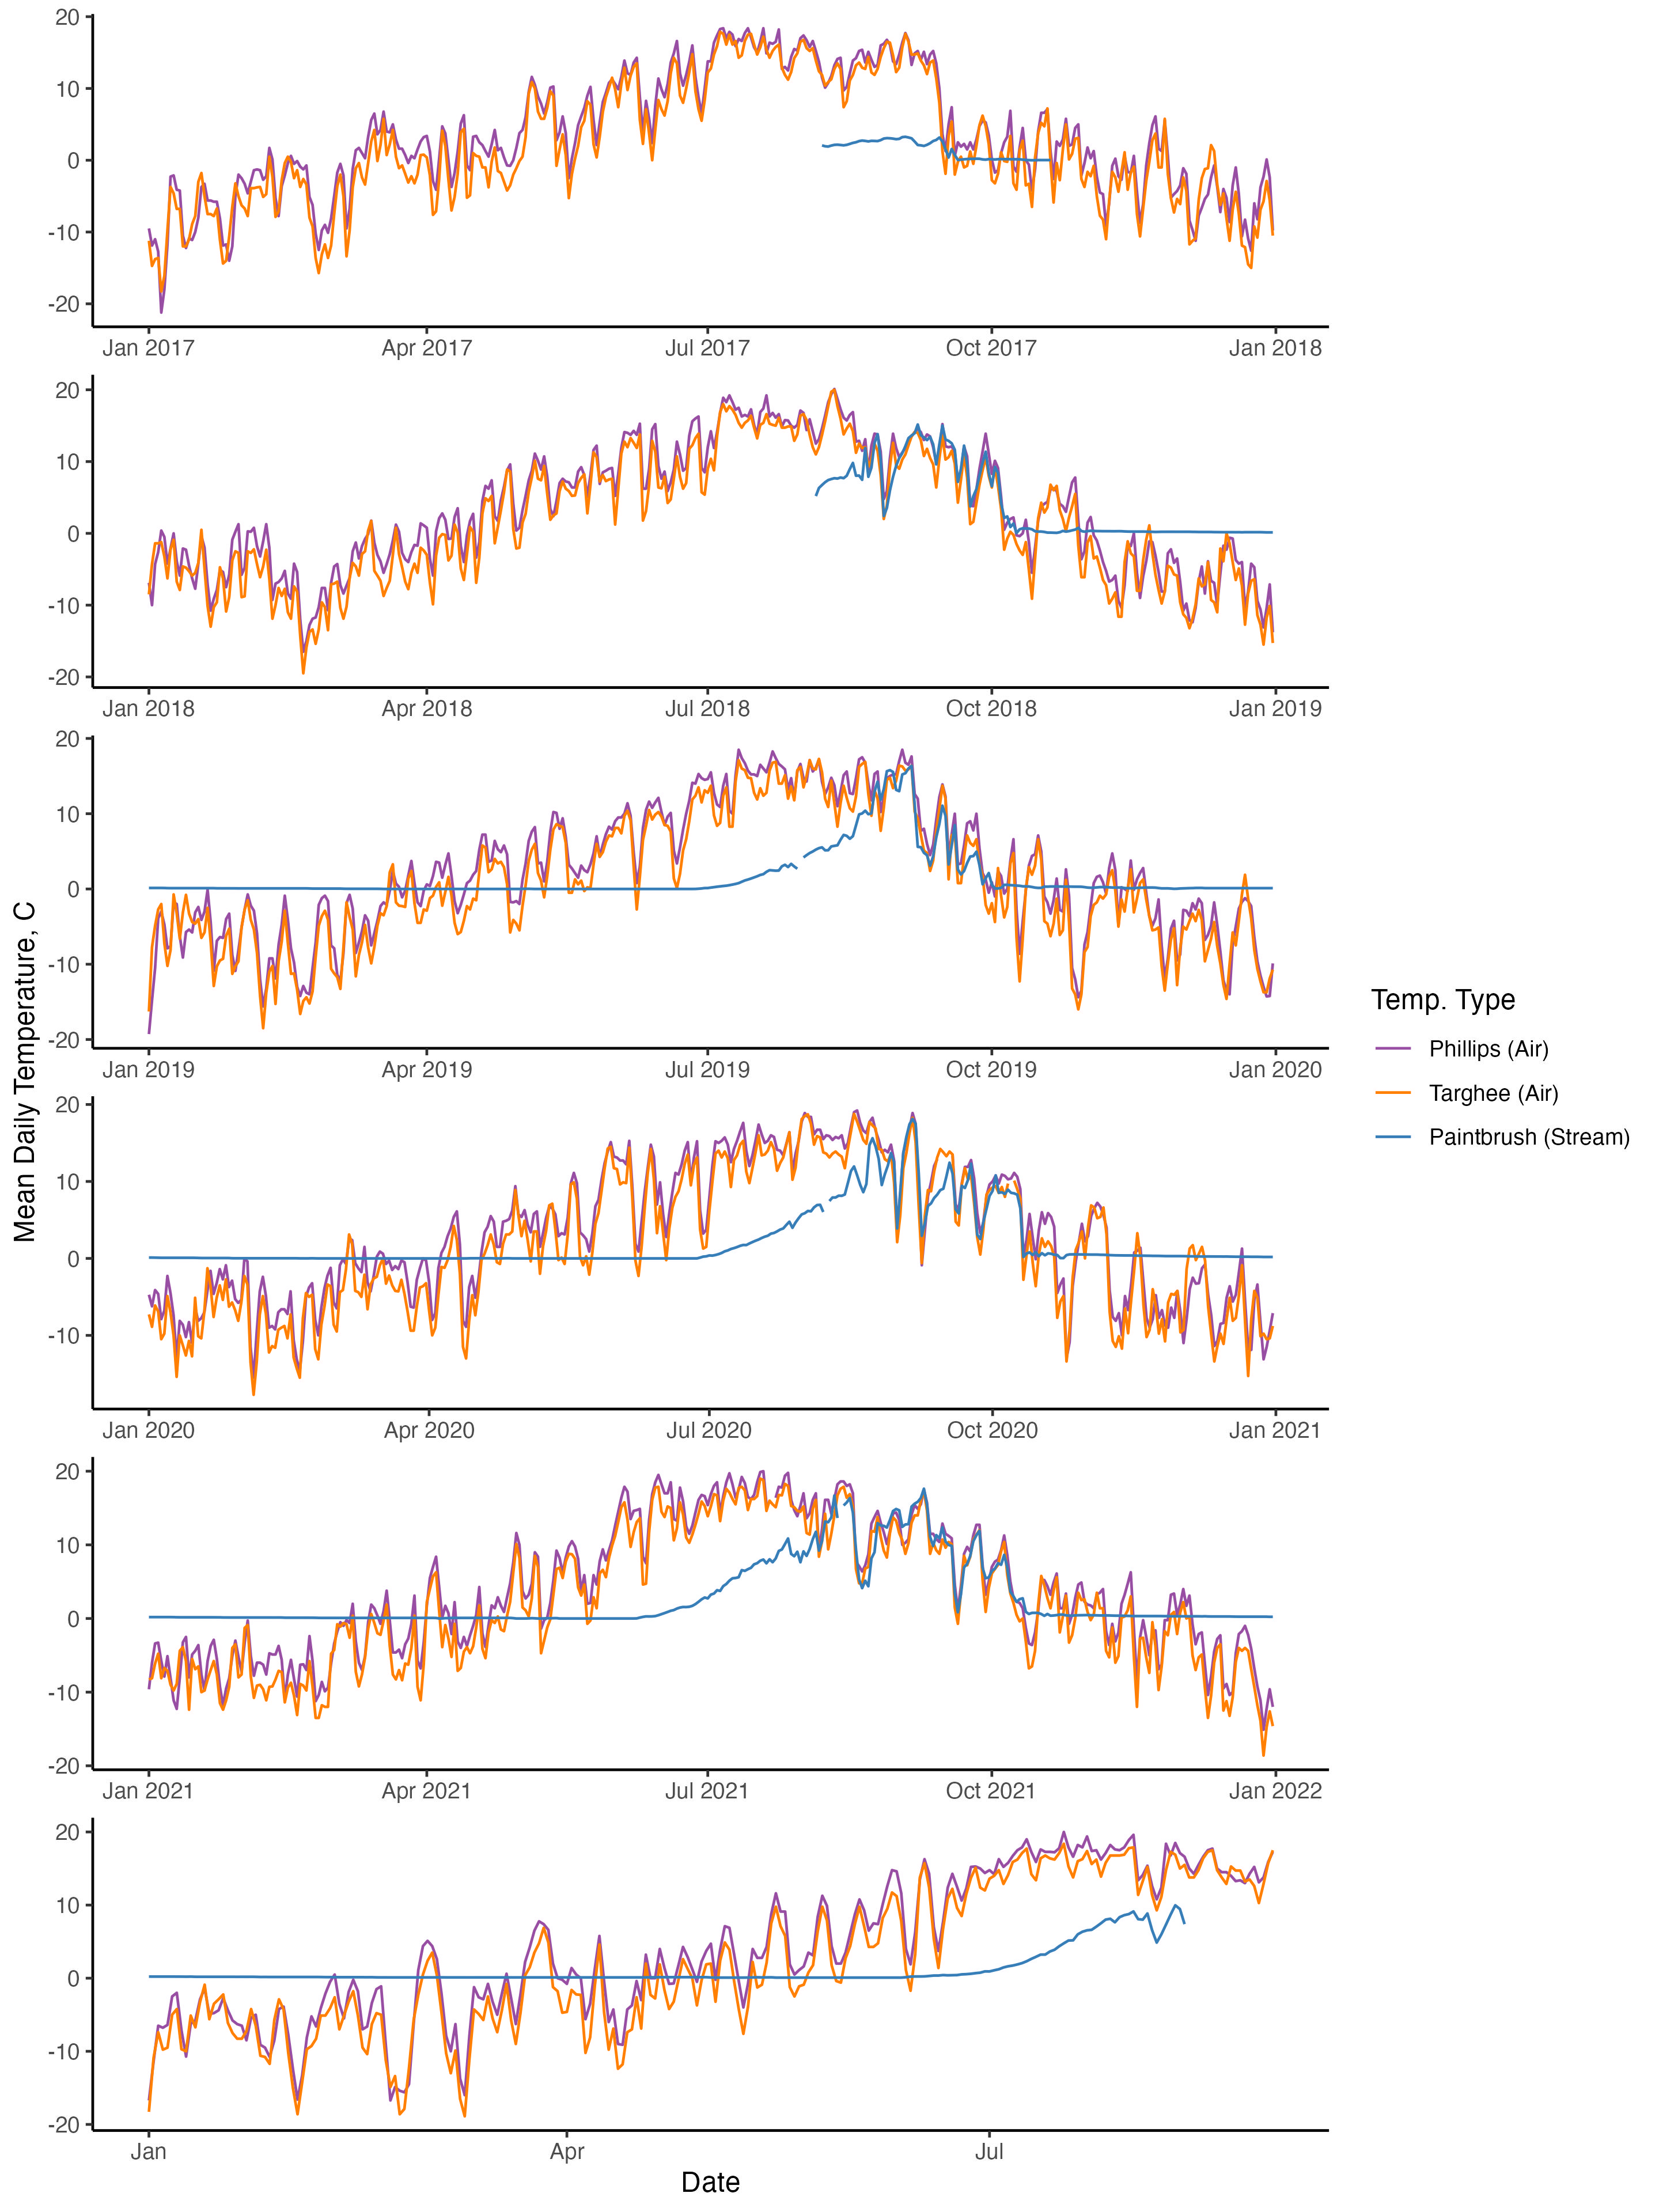 20
10
0
-10
-20
Jan 2017 Apr 2017 Jul 2017 Oct 2017 Jan 2018
20
10
0
-10
-20
Jan 2018 Apr 2018 Jul 2018 Oct 2018 Jan 2019
20
10
0
-10
-20
Jan 2019 Apr 2019 Jul 2019 Oct 2019 Jan 2020
Mean Daily Temperature, C
Temp. Type
Phillips (Air)
Targhee (Air)
Paintbrush (Stream)
20
10
0
-10
Jan 2020 Apr 2020 Jul 2020 Oct 2020 Jan 2021
20
10
0
-10
-20
Jan 2021 Apr 2021 Jul 2021 Oct 2021 Jan 2022
20
10
0
-10
-20
Jan Apr Jul
Date